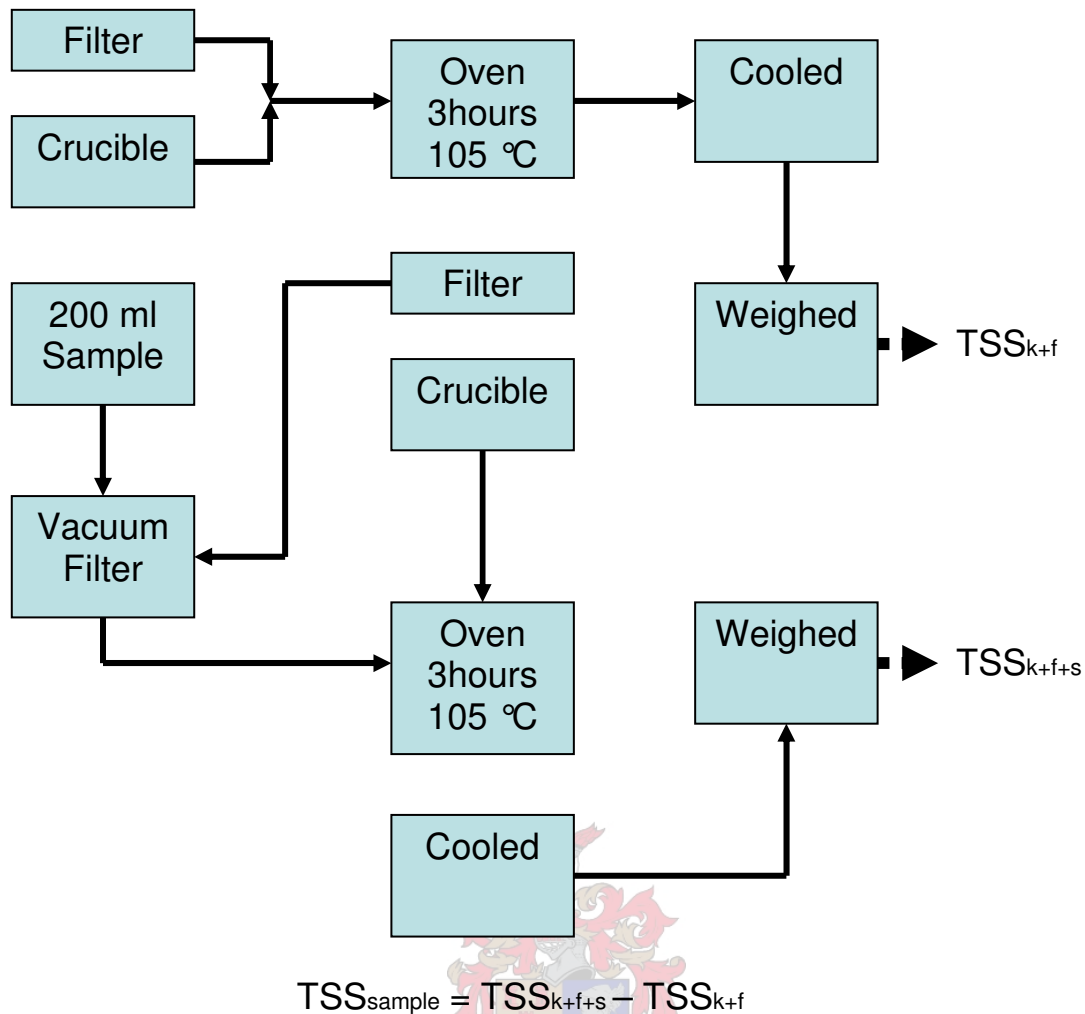 Filter
Crucible
Oven
3hours
105 °C
Cooled
Weighed
TSSk+f
200 ml
Sample
Filter
Crucible
Vacuum
Filter
Oven
3hours
105 °C
Weighed
TSSk+f+s
Cooled
TSSsample = TSSk+f+s – TSSk+f